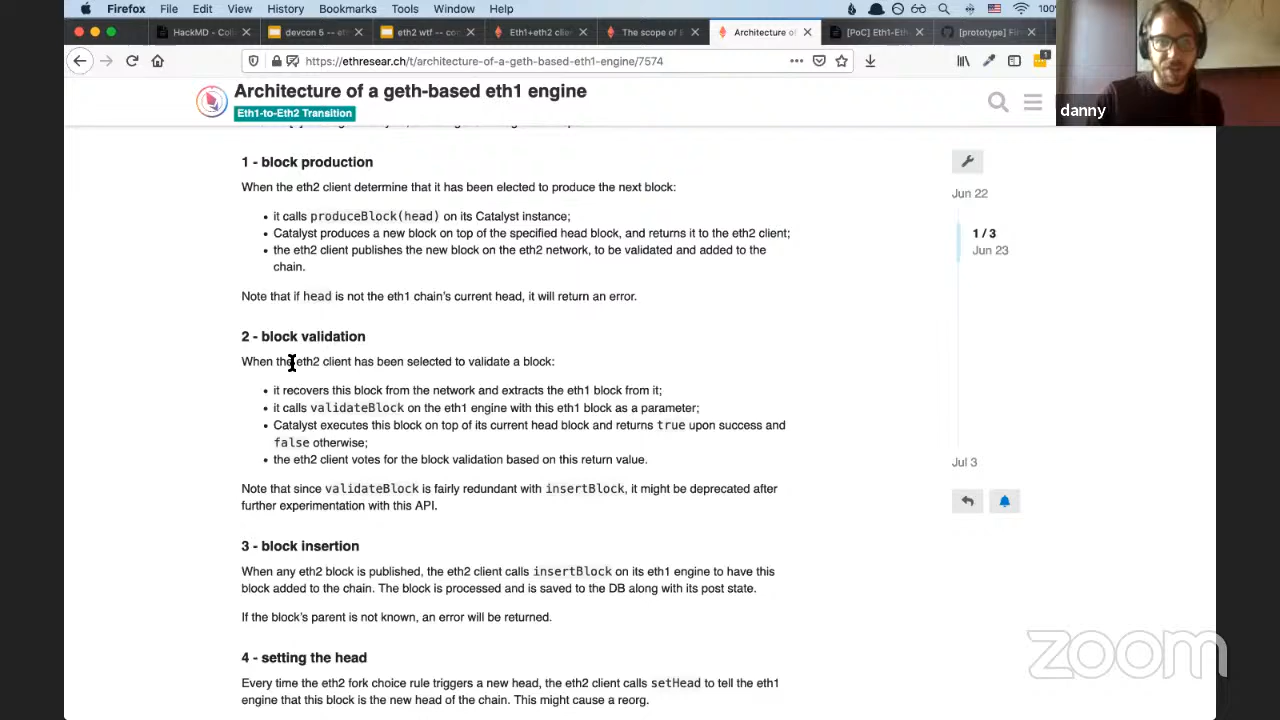 Firefox File Edit View History Bookmarks Tools Window Help 100
HackMD - Col devcon 5 -- et eth2 wtf -- co Eth1+eth2 clie The scope of E Architecture of [PoC] Eth1-Eth [prototype] Fir
https://ethresear.ch/t/architecture-of-a-geth-based-eth1-engine/7574
1
Architecture of a geth-based eth1 engine
Eth1-to-Eth2 Transition
danny
1 - block production
When the eth2 client determine that it has been elected to produce the next block:
• it calls produceBlock(head) on its Catalyst instance;
• Catalyst produces a new block on top of the specified head block, and returns it to the eth2 client;
• the eth2 client publishes the new block on the eth2 network, to be validated and added to the
chain.
Note that if head is not the eth1 chain's current head, it will return an error.
2 - block validation
When the eth2 client has been selected to validate a block:
• it recovers this block from the network and extracts the eth1 block from it;
• it calls validateBlock on the eth1 engine with this eth1 block as a parameter;
• Catalyst executes this block on top of its current head block and returns true upon success and
false otherwise;
• the eth2 client votes for the block validation based on this return value.
Note that since validateBlock is fairly redundant with insertBlock, it might be deprecated after
further experimentation with this API.
3 - block insertion
When any eth2 block is published, the eth2 client calls insertBlock on its eth1 engine to have this
block added to the chain. The block is processed and is saved to the DB along with its post state.
If the block's parent is not known, an error will be returned.
4 - setting the head
Every time the eth2 fork choice rule triggers a new head, the eth2 client calls setHead to tell the eth1
engine that this block is the new head of the chain. This might cause a reorg.
Jun 22
1 / 3
Jun 23
Jul 3
zoom